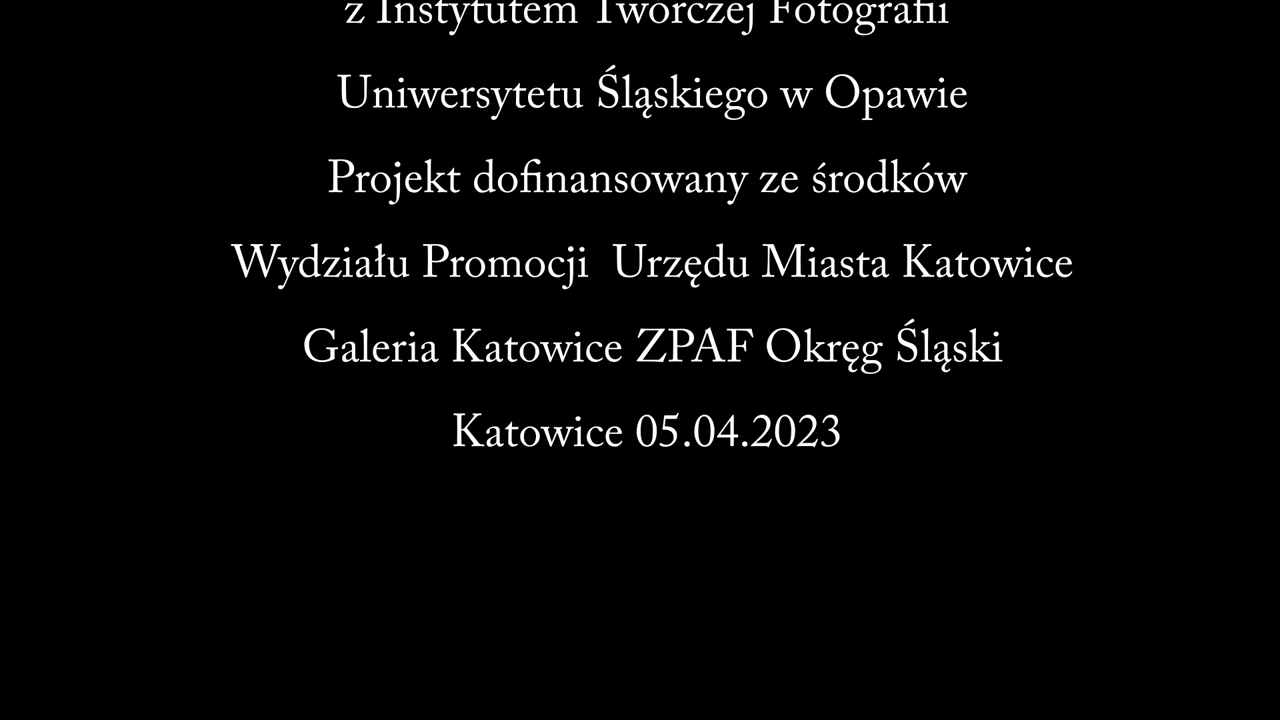 z Instytutem Twórczej Fotografii
Uniwersytetu Śląskiego w Opawie
Projekt dofinansowany ze środków
Wydziału Promocji  Urzędu Miasta Katowice
Galeria Katowice ZPAF Okręg Śląski
Katowice 05.04.2023